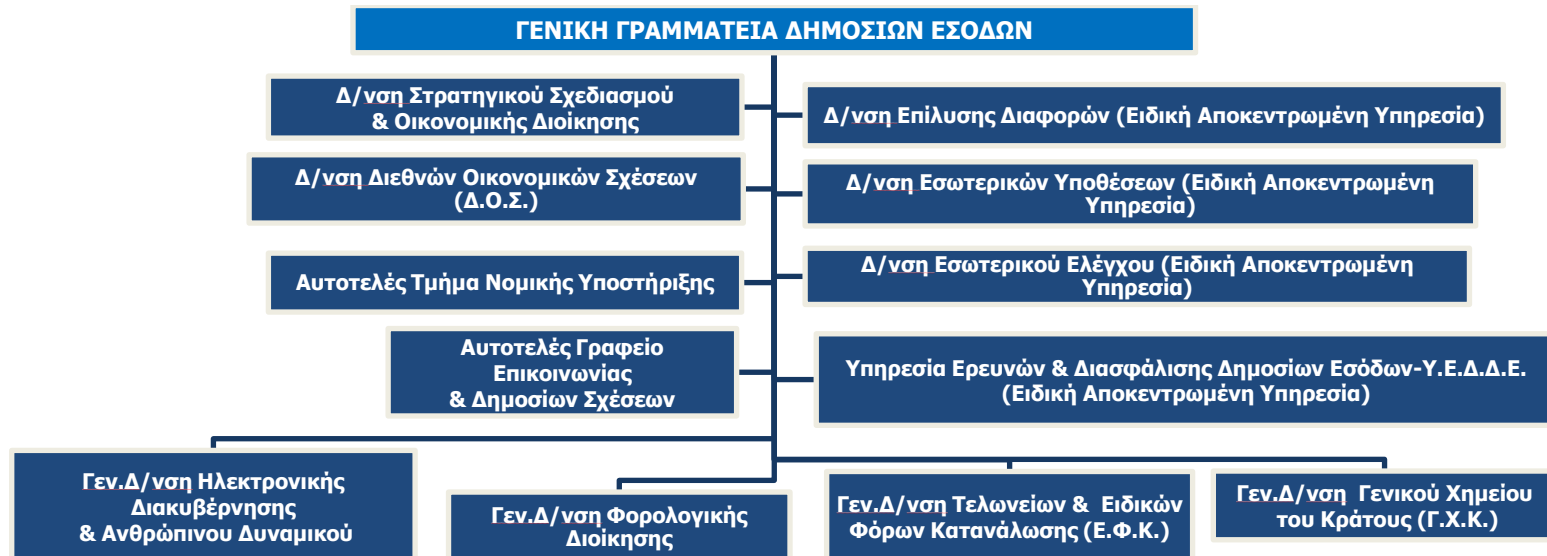 ΓΕΝΙΚΗ ΓΡΑΜΜΑΤΕΙΑ ΔΗΜΟΣΙΩΝ ΕΣΟΔΩΝ
Δ/νση Στρατηγικού Σχεδιασμού
& Οικονομικής Διοίκησης
Δ/νση Επίλυσης Διαφορών (Ειδική Αποκεντρωμένη Υπηρεσία)
Δ/νση Διεθνών Οικονομικών Σχέσεων
(Δ.Ο.Σ.)
Δ/νση Εσωτερικών Υποθέσεων (Ειδική Αποκεντρωμένη
Υπηρεσία)
Αυτοτελές Τμήμα Νομικής Υποστήριξης
Δ/νση Εσωτερικού Ελέγχου (Ειδική Αποκεντρωμένη
Υπηρεσία)
Αυτοτελές Γραφείο
Επικοινωνίας
& Δημοσίων Σχέσεων
Υπηρεσία Ερευνών & Διασφάλισης Δημοσίων Εσόδων-Υ.Ε.Δ.Δ.Ε.
(Ειδική Αποκεντρωμένη Υπηρεσία)
Γεν.Δ/νση Ηλεκτρονικής
Διακυβέρνησης
& Ανθρώπινου Δυναμικού
Γεν.Δ/νση Φορολογικής
Διοίκησης
Γεν.Δ/νση Τελωνείων & Ειδικών
Φόρων Κατανάλωσης (Ε.Φ.Κ.)
Γεν.Δ/νση Γενικού Χημείου
του Κράτους (Γ.Χ.Κ.)